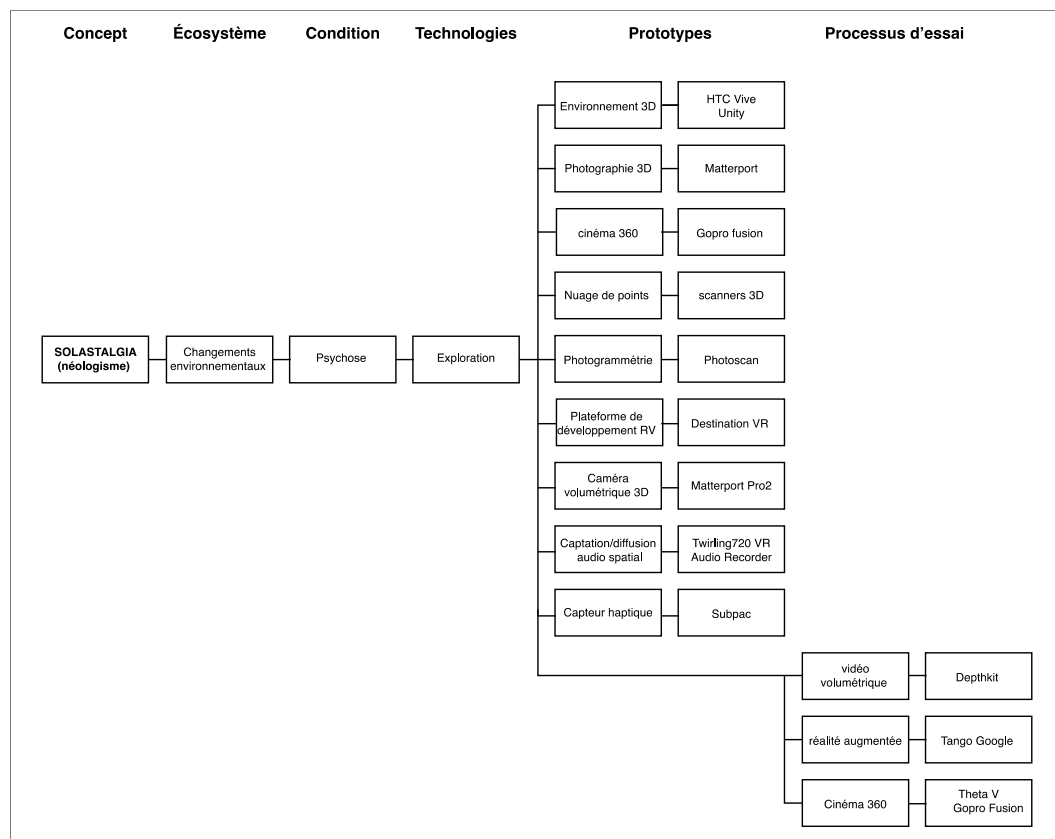 Concept
Écosystème
Condition
Technologies
Prototypes
Processus d'essai
SOLASTALGIA
(néologisme)
Changements
environnementaux
Psychose
Exploration
Environnement 3D
HTC Vive
Unity
Photographie 3D
Matterport
cinéma 360
Gopro fusion
Nuage de points
scanners 3D
Photogrammétrie
Photoscan
Plateforme de
développement RV
Destination VR
Caméra
volumétrique 3D
Matterport Pro2
Captation/diffusion
audio spatial
Twirling720 VR
Audio Recorder
Capteur haptique
Subpac
vidéo
volumétrique
Depthkit
réalité augmentée
Tango Google
Cinéma 360
Theta V
Gopro Fusion